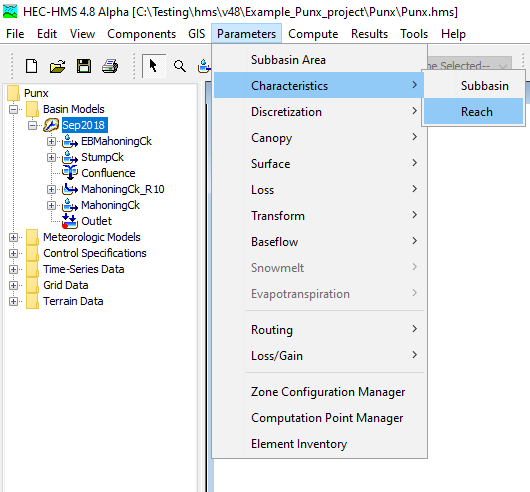 HEC-HMS 4.8 Alpha [C:\Testing\hms\v48\Example_Punx_project\Punx\Punx.hms]
File Edit View Components GIS Parameters Compute Results Tools Help
Subbasin Area
Characteristics
Discretization
Canopy
Surface
Loss
Transform
Baseflow
Snowmelt
Evapotranspiration
Routing
Loss/Gain
Zone Configuration Manager
Computation Point Manager
Element Inventory
Subbasin
Reach
Selected--
Punx
Basin Models
Sep2018
EBMahoningCk
StumpCk
Confluence
MahoningCk_R10
MahoningCk
Outlet
Meteorologic Models
Control Specifications
Time-Series Data
Grid Data
Terrain Data